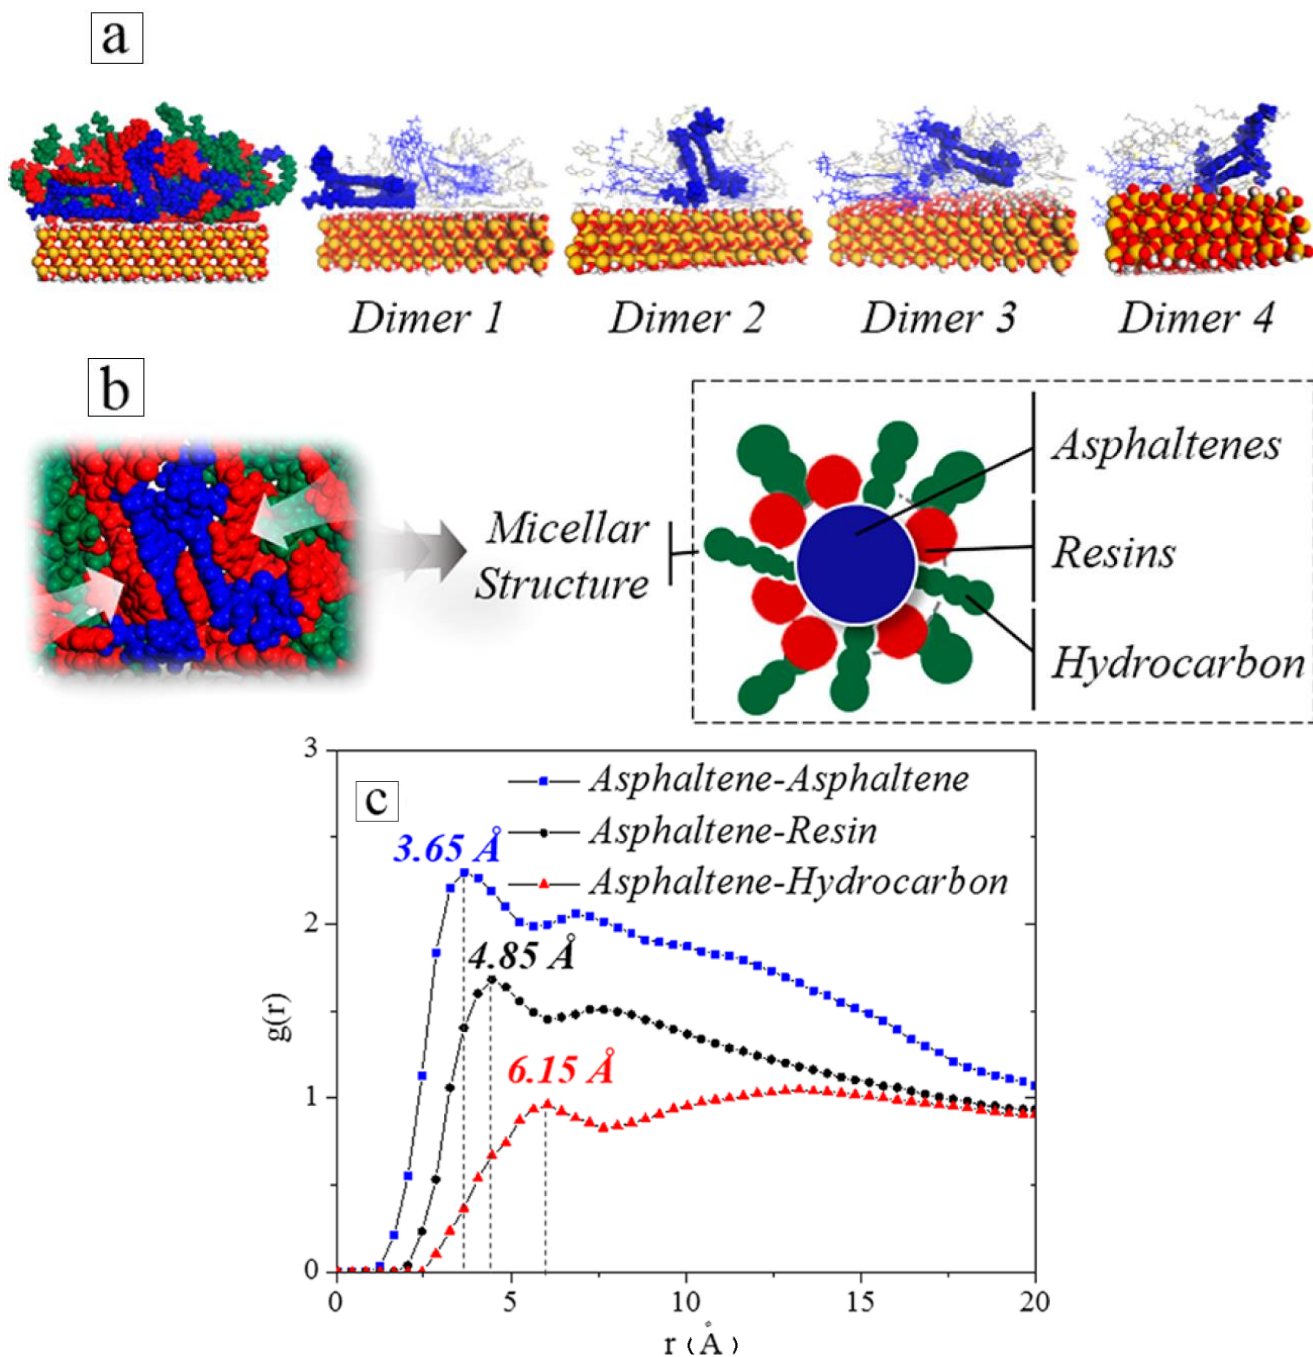 a
Dimer 1
Dimer 2
Dimer 3
Dimer 4
b
Micellar
Structure
Asphaltenes
Resins
Hydrocarbon
c
Asphaltene-Asphaltene
Asphaltene-Resin
Asphaltene-Hydrocarbon
3.65 Å
4.85 Å
6.15 Å
3
2
1
0
g(r)
0
5
10
15
20
r (Å)